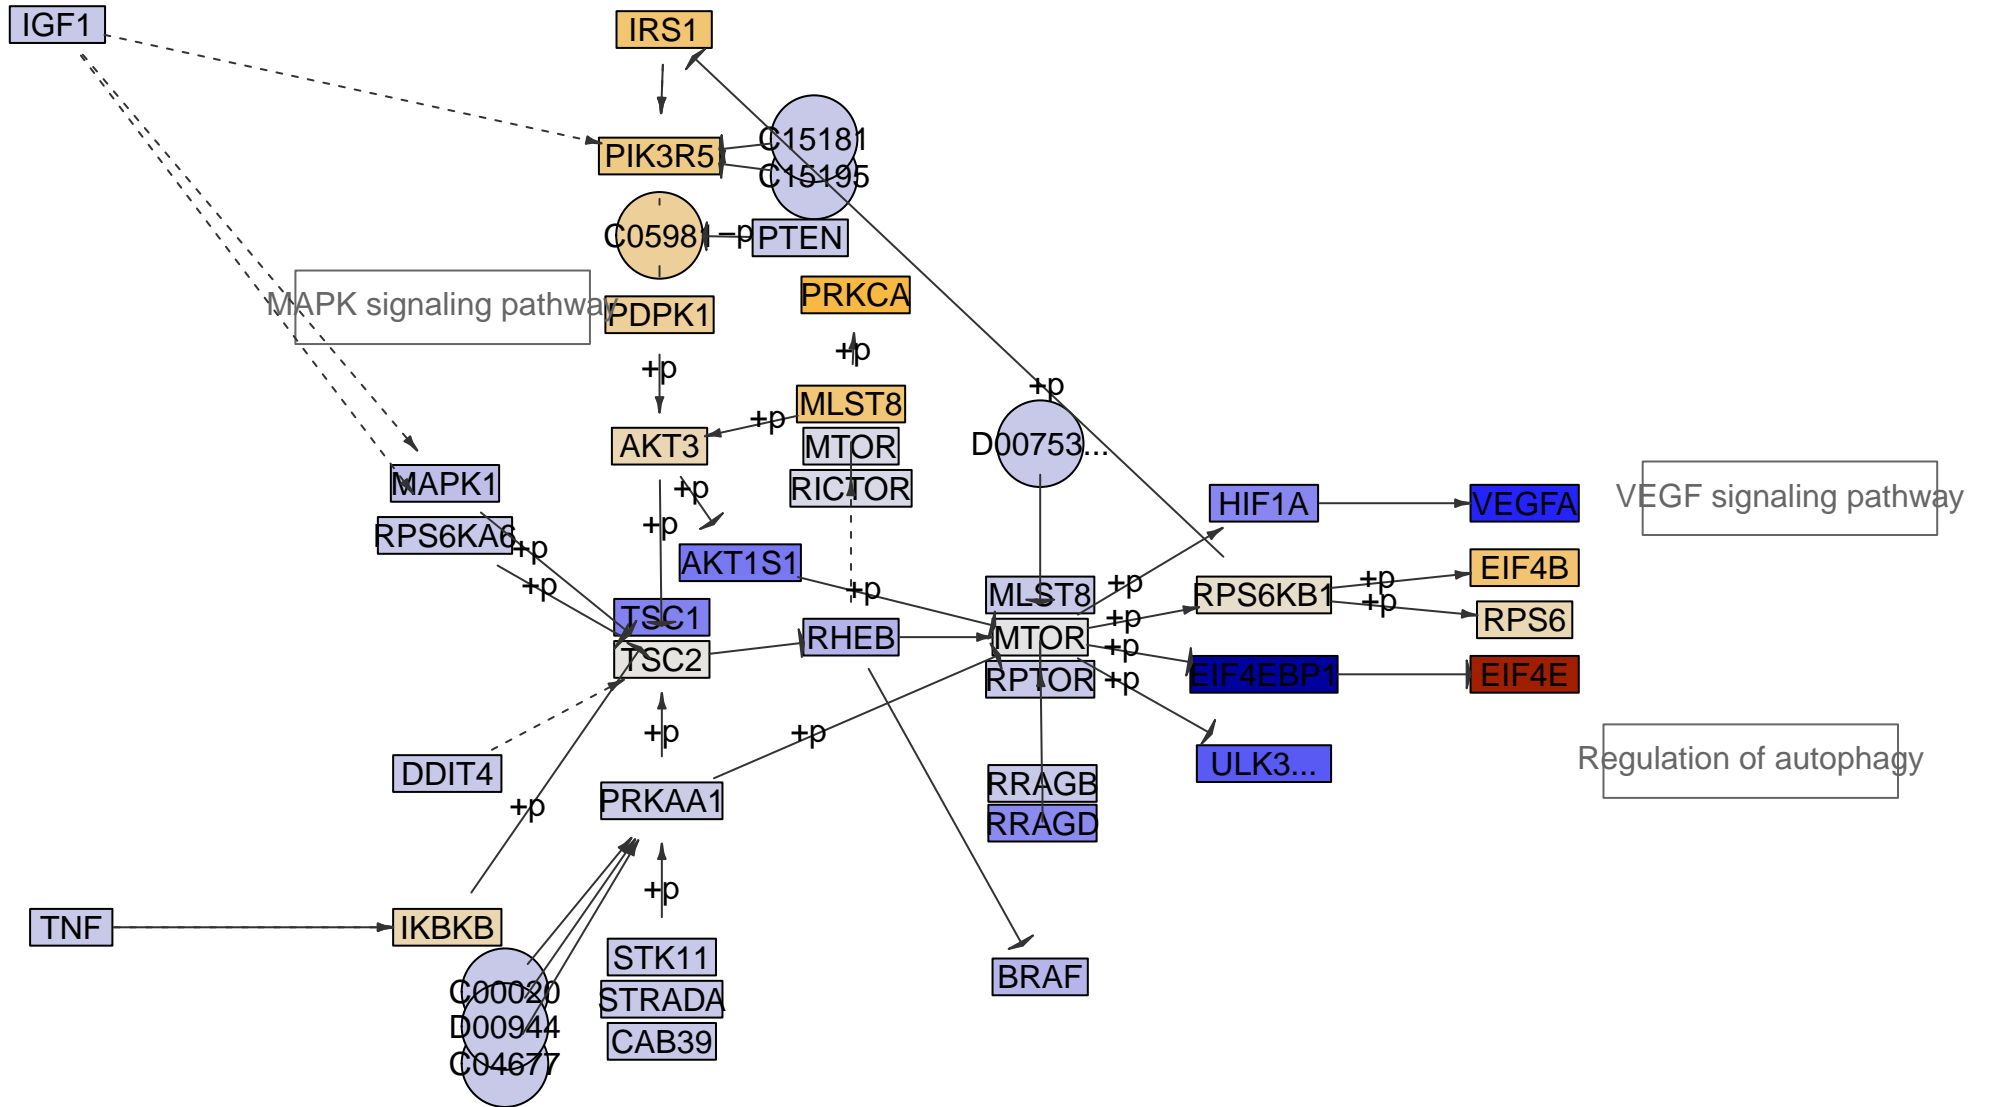 IGF1
IRS1
C15181
PIK3R5
C15195
C05981
-p
PTEN
MAPK signaling pathway
PDPK1
PRKCA
+p
+p
+p
MLST8
+p
AKT3
MTOR
D00753...
MAPK1
RICTOR
+p
HIF1A
VEGFA
VEGF signaling pathway
RPS6KA6
+p
+p
AKT1S1
+p
+p
+p
MLST8
+p
RPS6KB1
+p
+p
EIF4B
TSC1
+p
RPS6
RHEB
MTOR
+p
TSC2
RPTOR
+p
EIF4EBP1
EIF4E
+p
+p
DDIT4
ULK3...
Regulation of autophagy
PRKAA1
RRAGB
+p
RRAGD
+p
TNF
IKBKB
STK11
BRAF
C00020
STRADA
D00944
CAB39
C04677